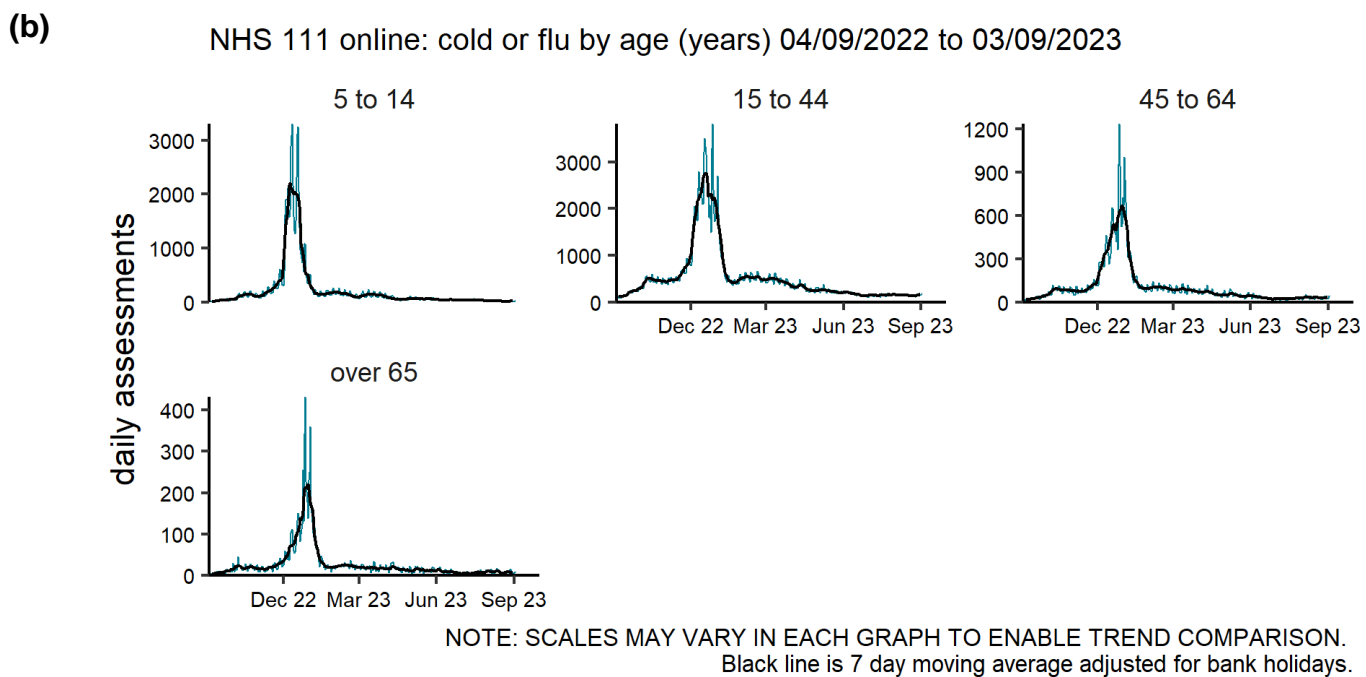 (b)
NHS 111 online: cold or flu by age (years) 04/09/2022 to 03/09/2023
daily assessments
5 to 14
3000
2000
1000
0
15 to 44
3000
2000
1000
0
Dec 22 Mar 23 Jun 23 Sep 23
45 to 64
1200
900
600
300
0
Dec 22 Mar 23 Jun 23 Sep 23
over 65
400
300
200
100
0
Dec 22 Mar 23 Jun 23 Sep 23
NOTE: SCALES MAY VARY IN EACH GRAPH TO ENABLE TREND COMPARISON.
Black line is 7 day moving average adjusted for bank holidays.